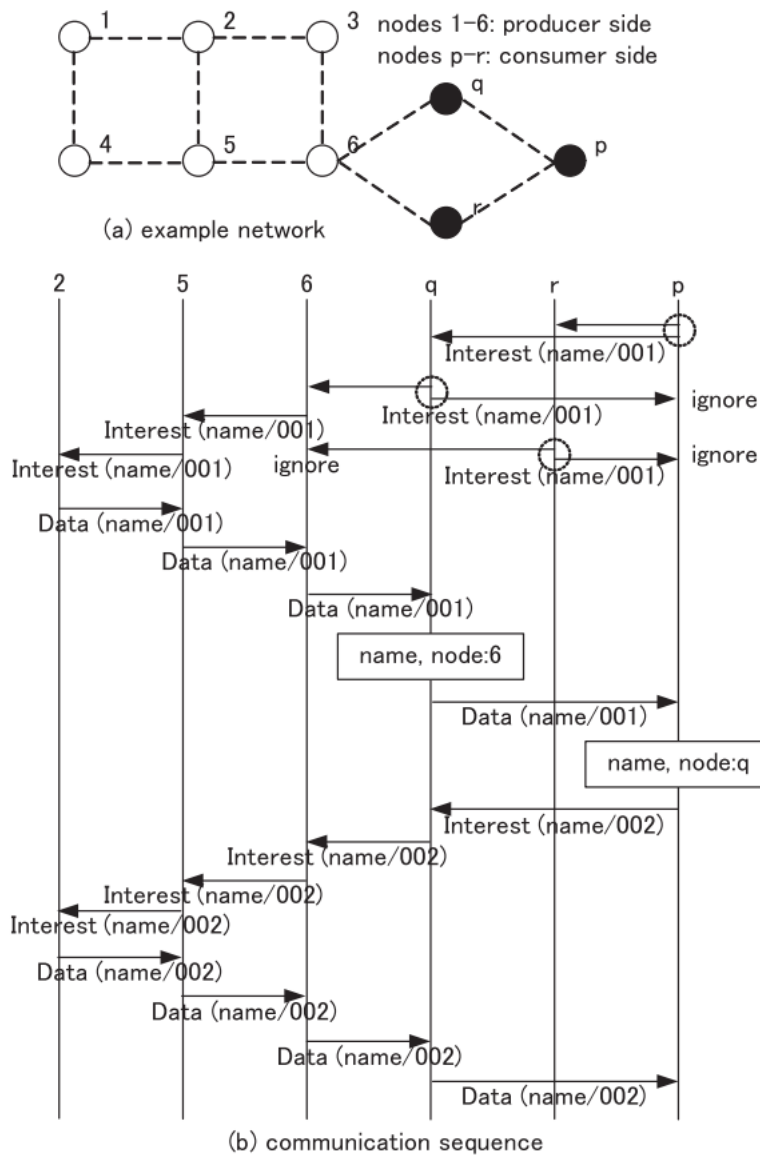 1 2 3 nodes 1-6: producer side
nodes p-r: consumer side
q
4 5 6 p
r
(a) example network
2 5 6 q r p
Interest (name/001)
Interest (name/001) ignore
Interest (name/001)
Interest (name/001) ignore Interest (name/001) ignore
Data (name/001)
Data (name/001)
Data (name/001)
name, node:6
Data (name/001)
name, node:q
Interest (name/002)
Interest (name/002)
Interest (name/002)
Interest (name/002)
Data (name/002)
Data (name/002)
Data (name/002)
Data (name/002)
(b) communication sequence